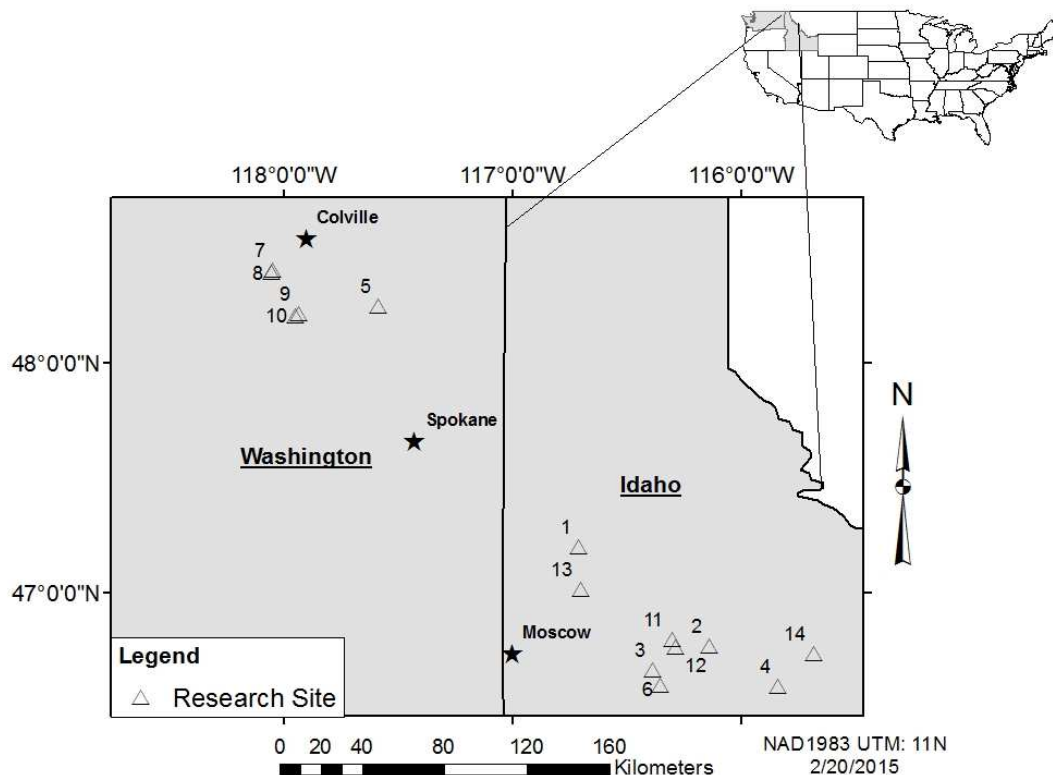 118°0'0"W 117°0'0"W 116°0'0"W
Colville
7
8
9
5
10
48°0'0"N
N
Spokane
Washington
Idaho
1
47°0'0"N
13
11
2
14
Moscow
3
12
4
6
Legend
Research Site
0 20 40 80 120 160
Kilometers
NAD1983 UTM: 11N
2/20/2015